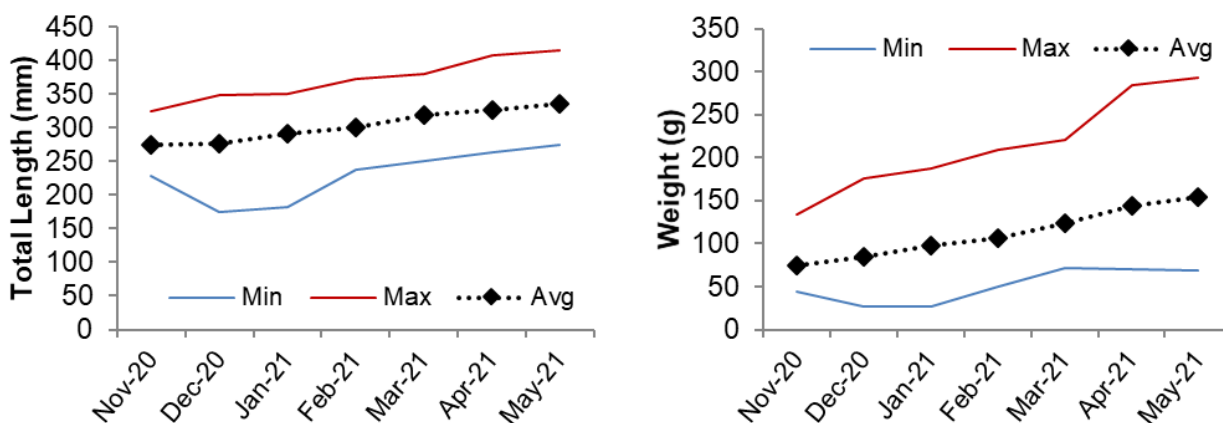 Total Length (mm)
450
400
350
300
250
200
150
100
50
0
Min Max Avg
Nov-20
Dec-20
Jan-21
Feb-21
Mar-21
Apr-21
May-21
Weight (g)
350
300
250
200
150
100
50
0
Min Max Avg
Nov-20
Dec-20
Jan-21
Feb-21
Mar-21
Apr-21
May-21